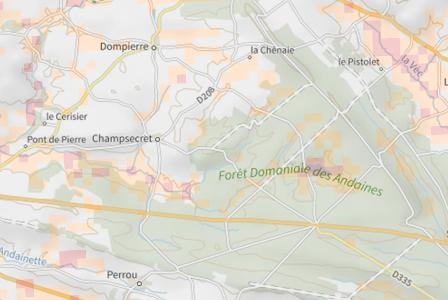 Dompierre
la Chênaie
le Pistolet
la Vée
D208
le Cerisier
Pont de Pierre
Champsecret
Forêt Domaniale des Andaines
Andainette
Perrou
D335